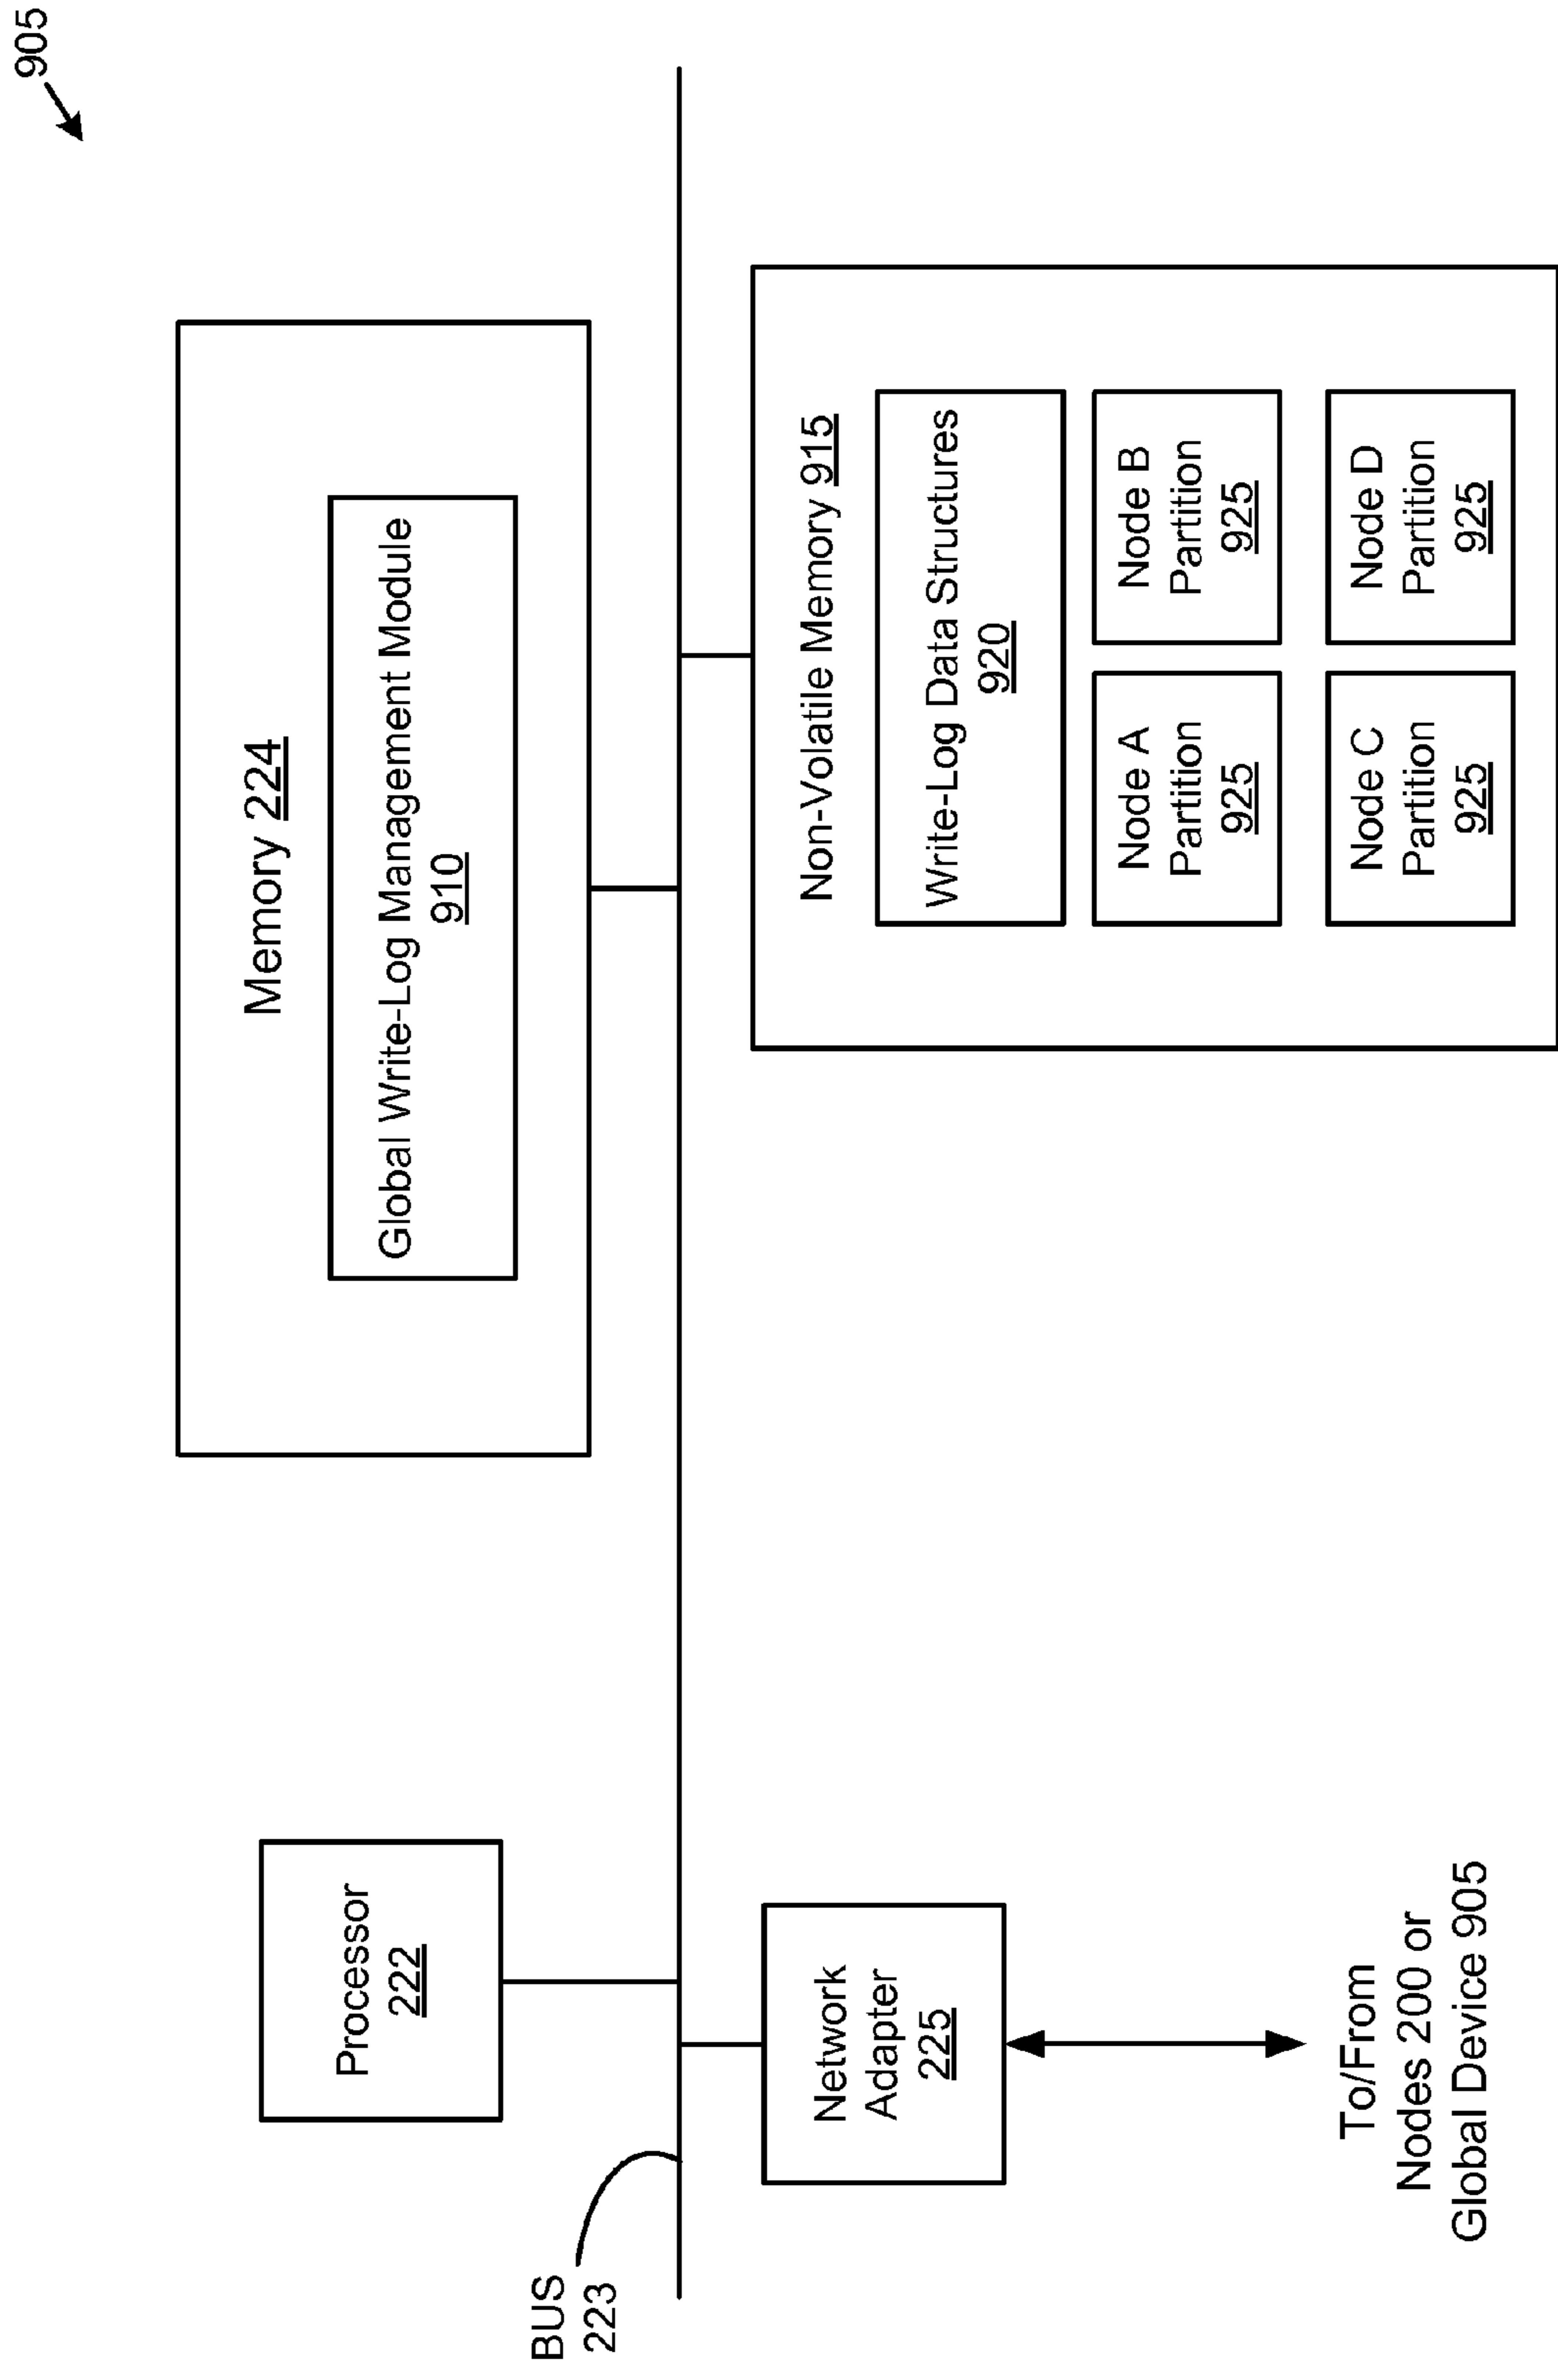 905
Memory 224
Global Write-Log Management Module
910
Processor
222
BUS
223
Network
Adapter
225
To/From
Nodes 200 or
Global Device 905
Non-Volatile Memory 915
Write-Log Data Structures
920
Node A
Partition
925
Node B
Partition
925
Node C
Partition
925
Node D
Partition
925